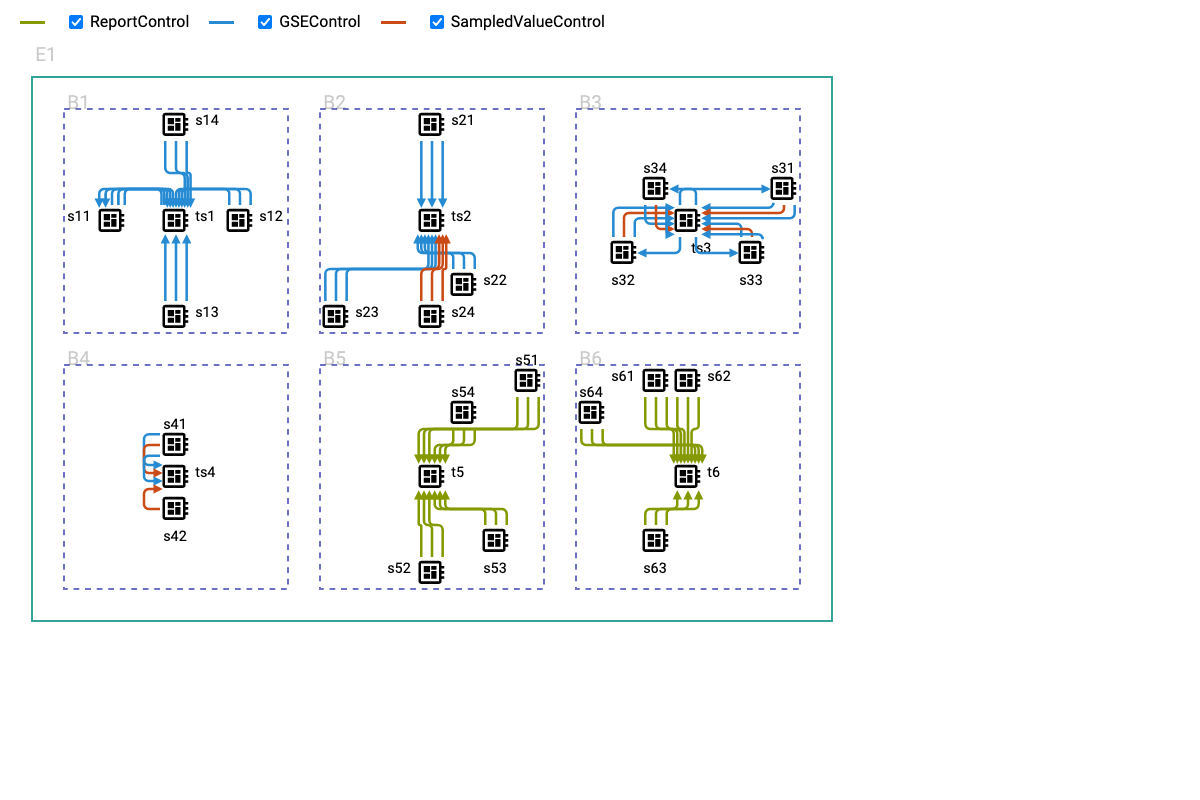 ReportControl GSEControl SampledValueControl
E1
B1 B2 B3
s14 s21
s34 s31
s11 ts1 s12 ts2 ts3
s32 s33
s22
s13 s23 s24
B4 B5 B6
s51
s61 s62
s54 s64
s41
ts4 t5 t6
s42
s52 s53 s63